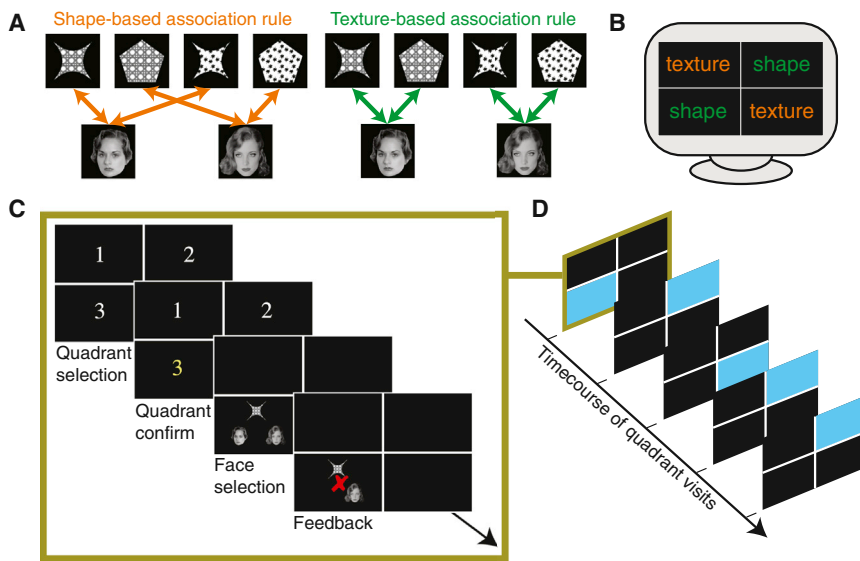 A
Shape-based association rule
Texture-based association rule
B
texture
shape
shape
texture
C
1
2
3
1
2
Quadrant
selection
3
Quadrant
confirm
Face
selection
Feedback
D
Timecourse of quadrant visits